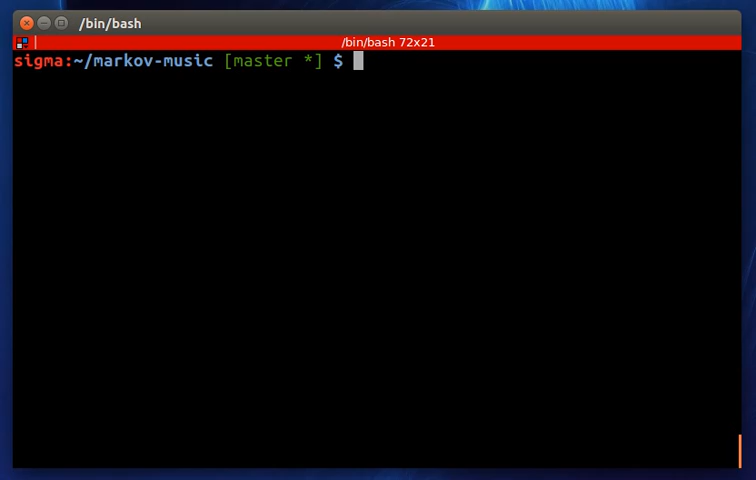 /bin/bash
/bin/bash 72x21
sigma:~/markov-music [master *] $